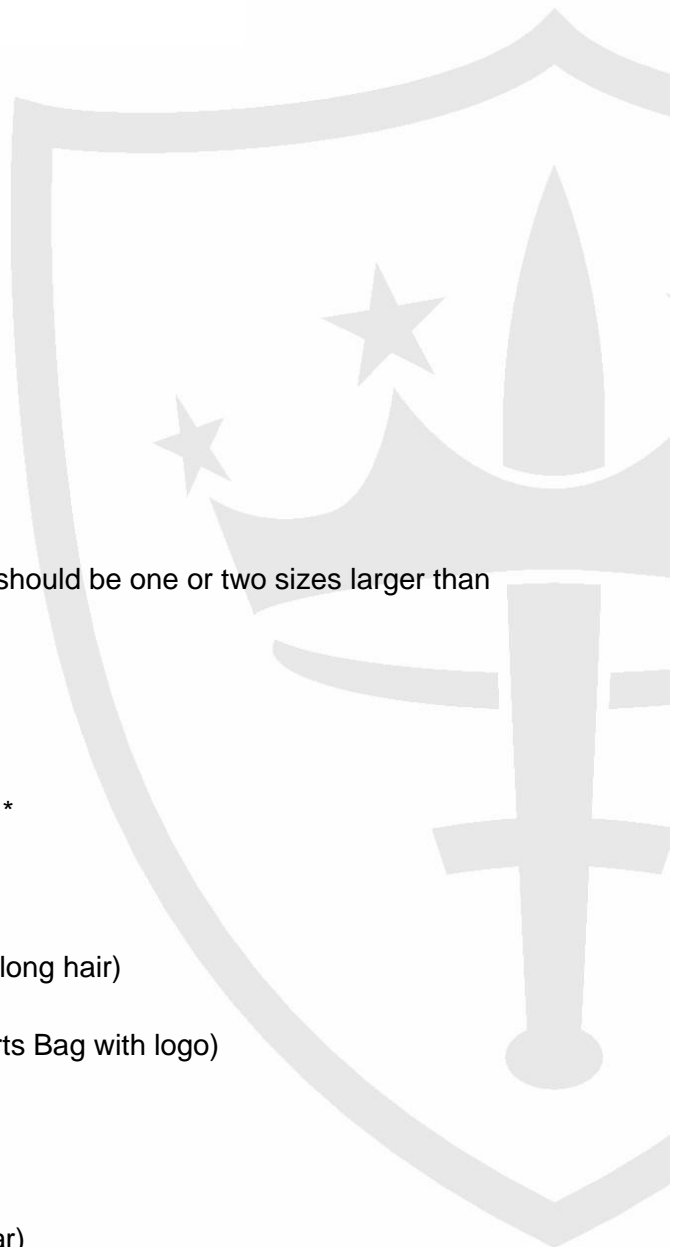 should be one or two sizes larger than
*
long hair)
rts Bag with logo)
ar)